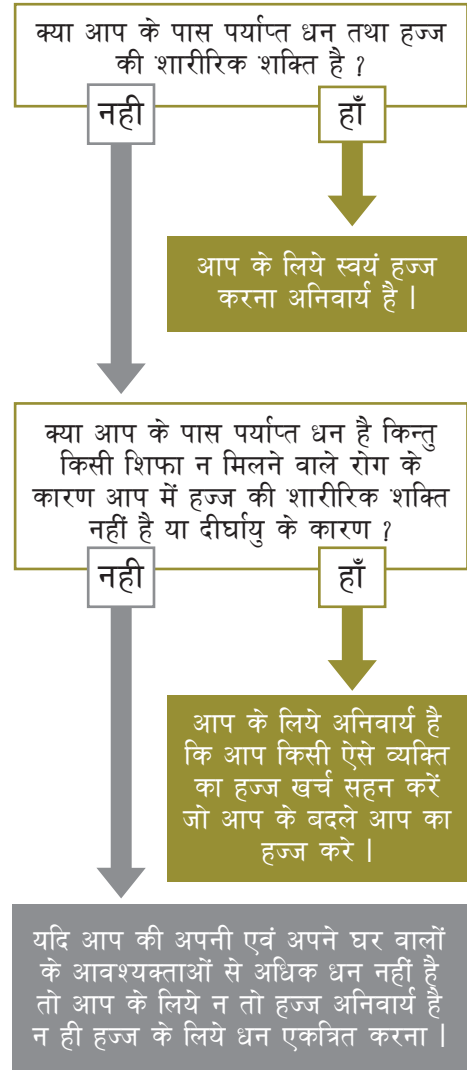 क्या आप के पास पर्याप्त धन तथा हज्ज
की शारीरिक शक्ति है ?
नही
हाँ
आप के लिये स्वयं हज्ज
करना अनिवार्य है |
क्या आप के पास पर्याप्त धन है किन्तु
किसी शिफा न मिलने वाले रोग के
कारण आप में हज्ज की शारीरिक शक्ति
नहीं है या दीर्घायु के कारण ?
नही
हाँ
आप के लिये अनिवार्य है
कि आप किसी ऐसे व्यक्ति
का हज्ज खर्च सहन करें
जो आप के बदले आप का
हज्ज करे |
यदि आप की अपनी एवं अपने घर वालों
के आवश्यक्ताओं से अधिक धन नहीं है
तो आप के लिये न तो हज्ज अनिवार्य है
न ही हज्ज के लिये धन एकत्रित करना |